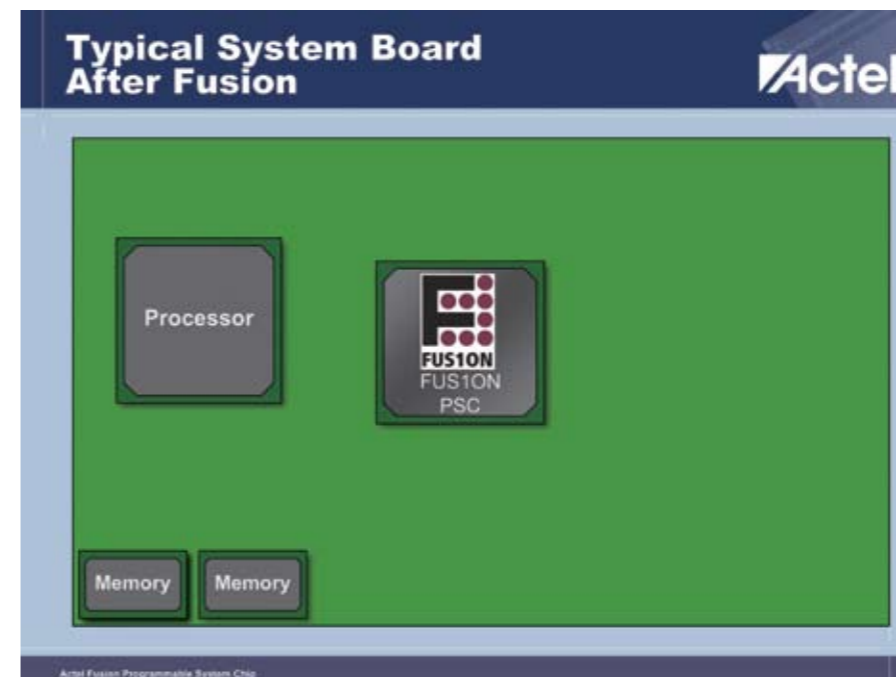 Typical System Board
After Fusion
Actel
Processor
FUS1ON
FUS1ON
PSC
Memory
Memory
Actel Fusion Programmable System Chip